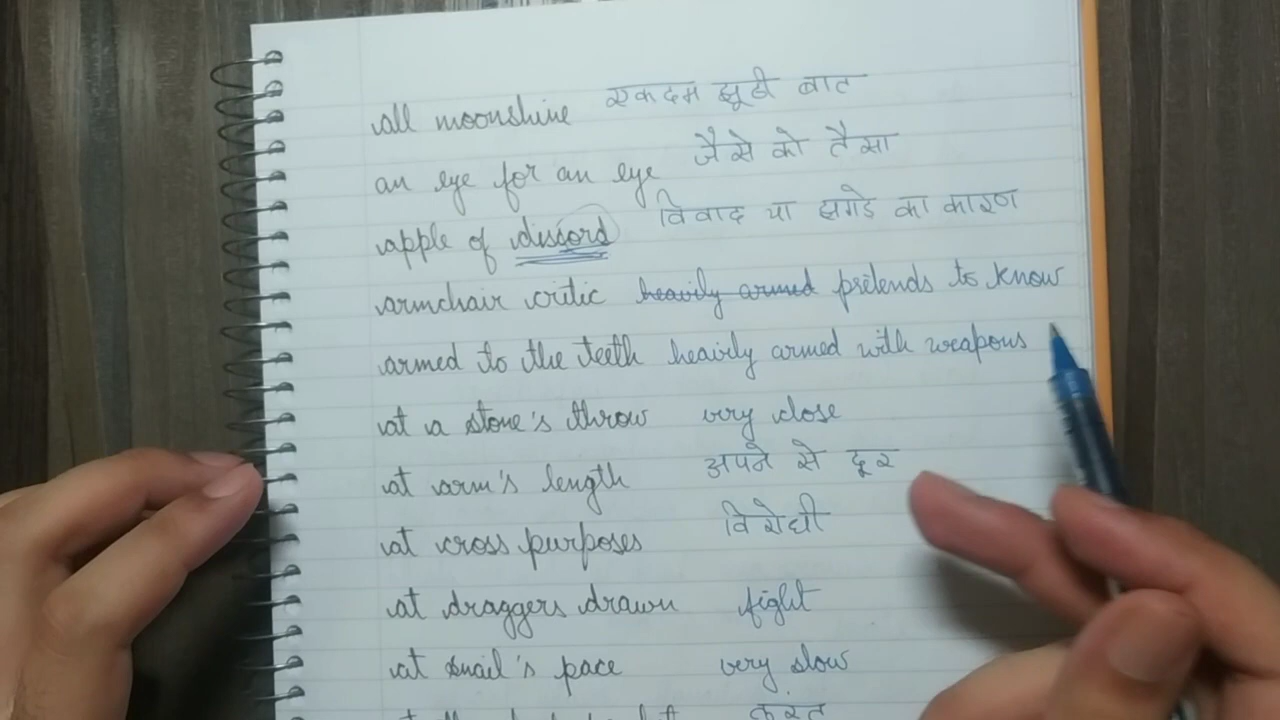 all moonshine एकदम झूठी बात
an eye for an eye जैसे को तैसा
apple of discord विवाद या झगडे का कारण
armchair critic heavily armed pretends to know
armed to the teeth heavily armed with weapons
at a stone's throw very close
at arm's length अपने से दूर
at cross purposes विरोधी
at draggers drawn fight
at snail's pace very slow